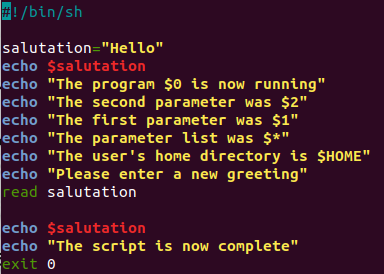 #!/bin/sh
salutation="Hello"
echo $salutation
echo "The program $0 is now running"
echo "The second parameter was $2"
echo "The first parameter was $1"
echo "The parameter list was $*"
echo "The user's home directory is $HOME"
echo "Please enter a new greeting"
read salutation
echo $salutation
echo "The script is now complete"
exit 0